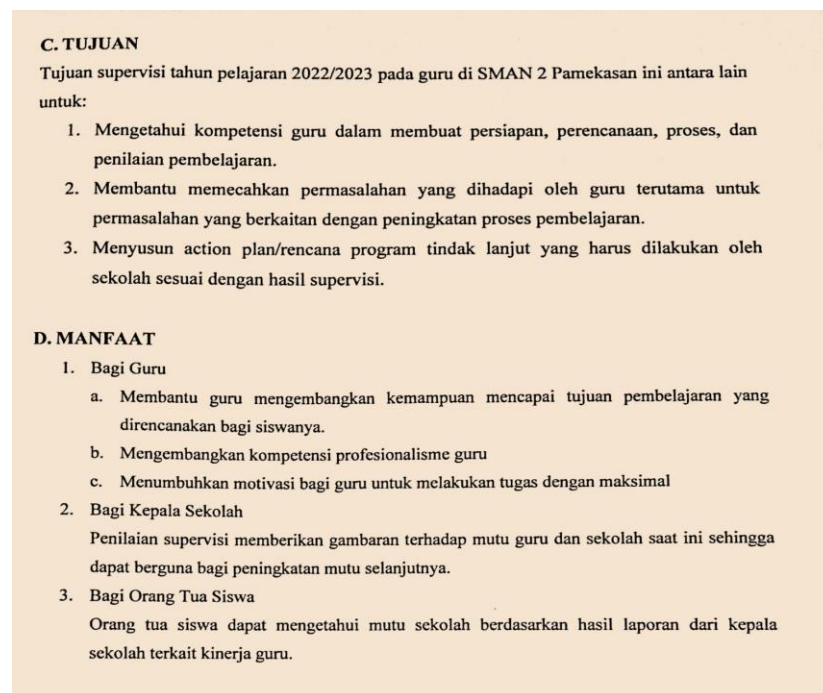 C. TUJUAN
Tujuan supervisi tahun pelajaran 2022/2023 pada guru di SMAN 2 Pamekasan ini antara lain
untuk:
1. Mengetahui kompetensi guru dalam membuat persiapan, perencanaan, proses, dan
penilaian pembelajaran.
2. Membantu memecahkan permasalahan yang dihadapi oleh guru terutama untuk
permasalahan yang berkaitan dengan peningkatan proses pembelajaran.
3. Menyusun action plan/rencana program tindak lanjut yang harus dilakukan oleh
sekolah sesuai dengan hasil supervisi.
D. MANFAAT
1. Bagi Guru
a. Membantu guru mengembangkan kemampuan mencapai tujuan pembelajaran yang
direncanakan bagi siswanya.
b. Mengembangkan kompetensi profesionalisme guru
c. Menumbuhkan motivasi bagi guru untuk melakukan tugas dengan maksimal
2. Bagi Kepala Sekolah
Penilaian supervisi memberikan gambaran terhadap mutu guru dan sekolah saat ini sehingga
dapat berguna bagi peningkatan mutu selanjutnya.
3. Bagi Orang Tua Siswa
Orang tua siswa dapat mengetahui mutu sekolah berdasarkan hasil laporan dari kepala
sekolah terkait kinerja guru.